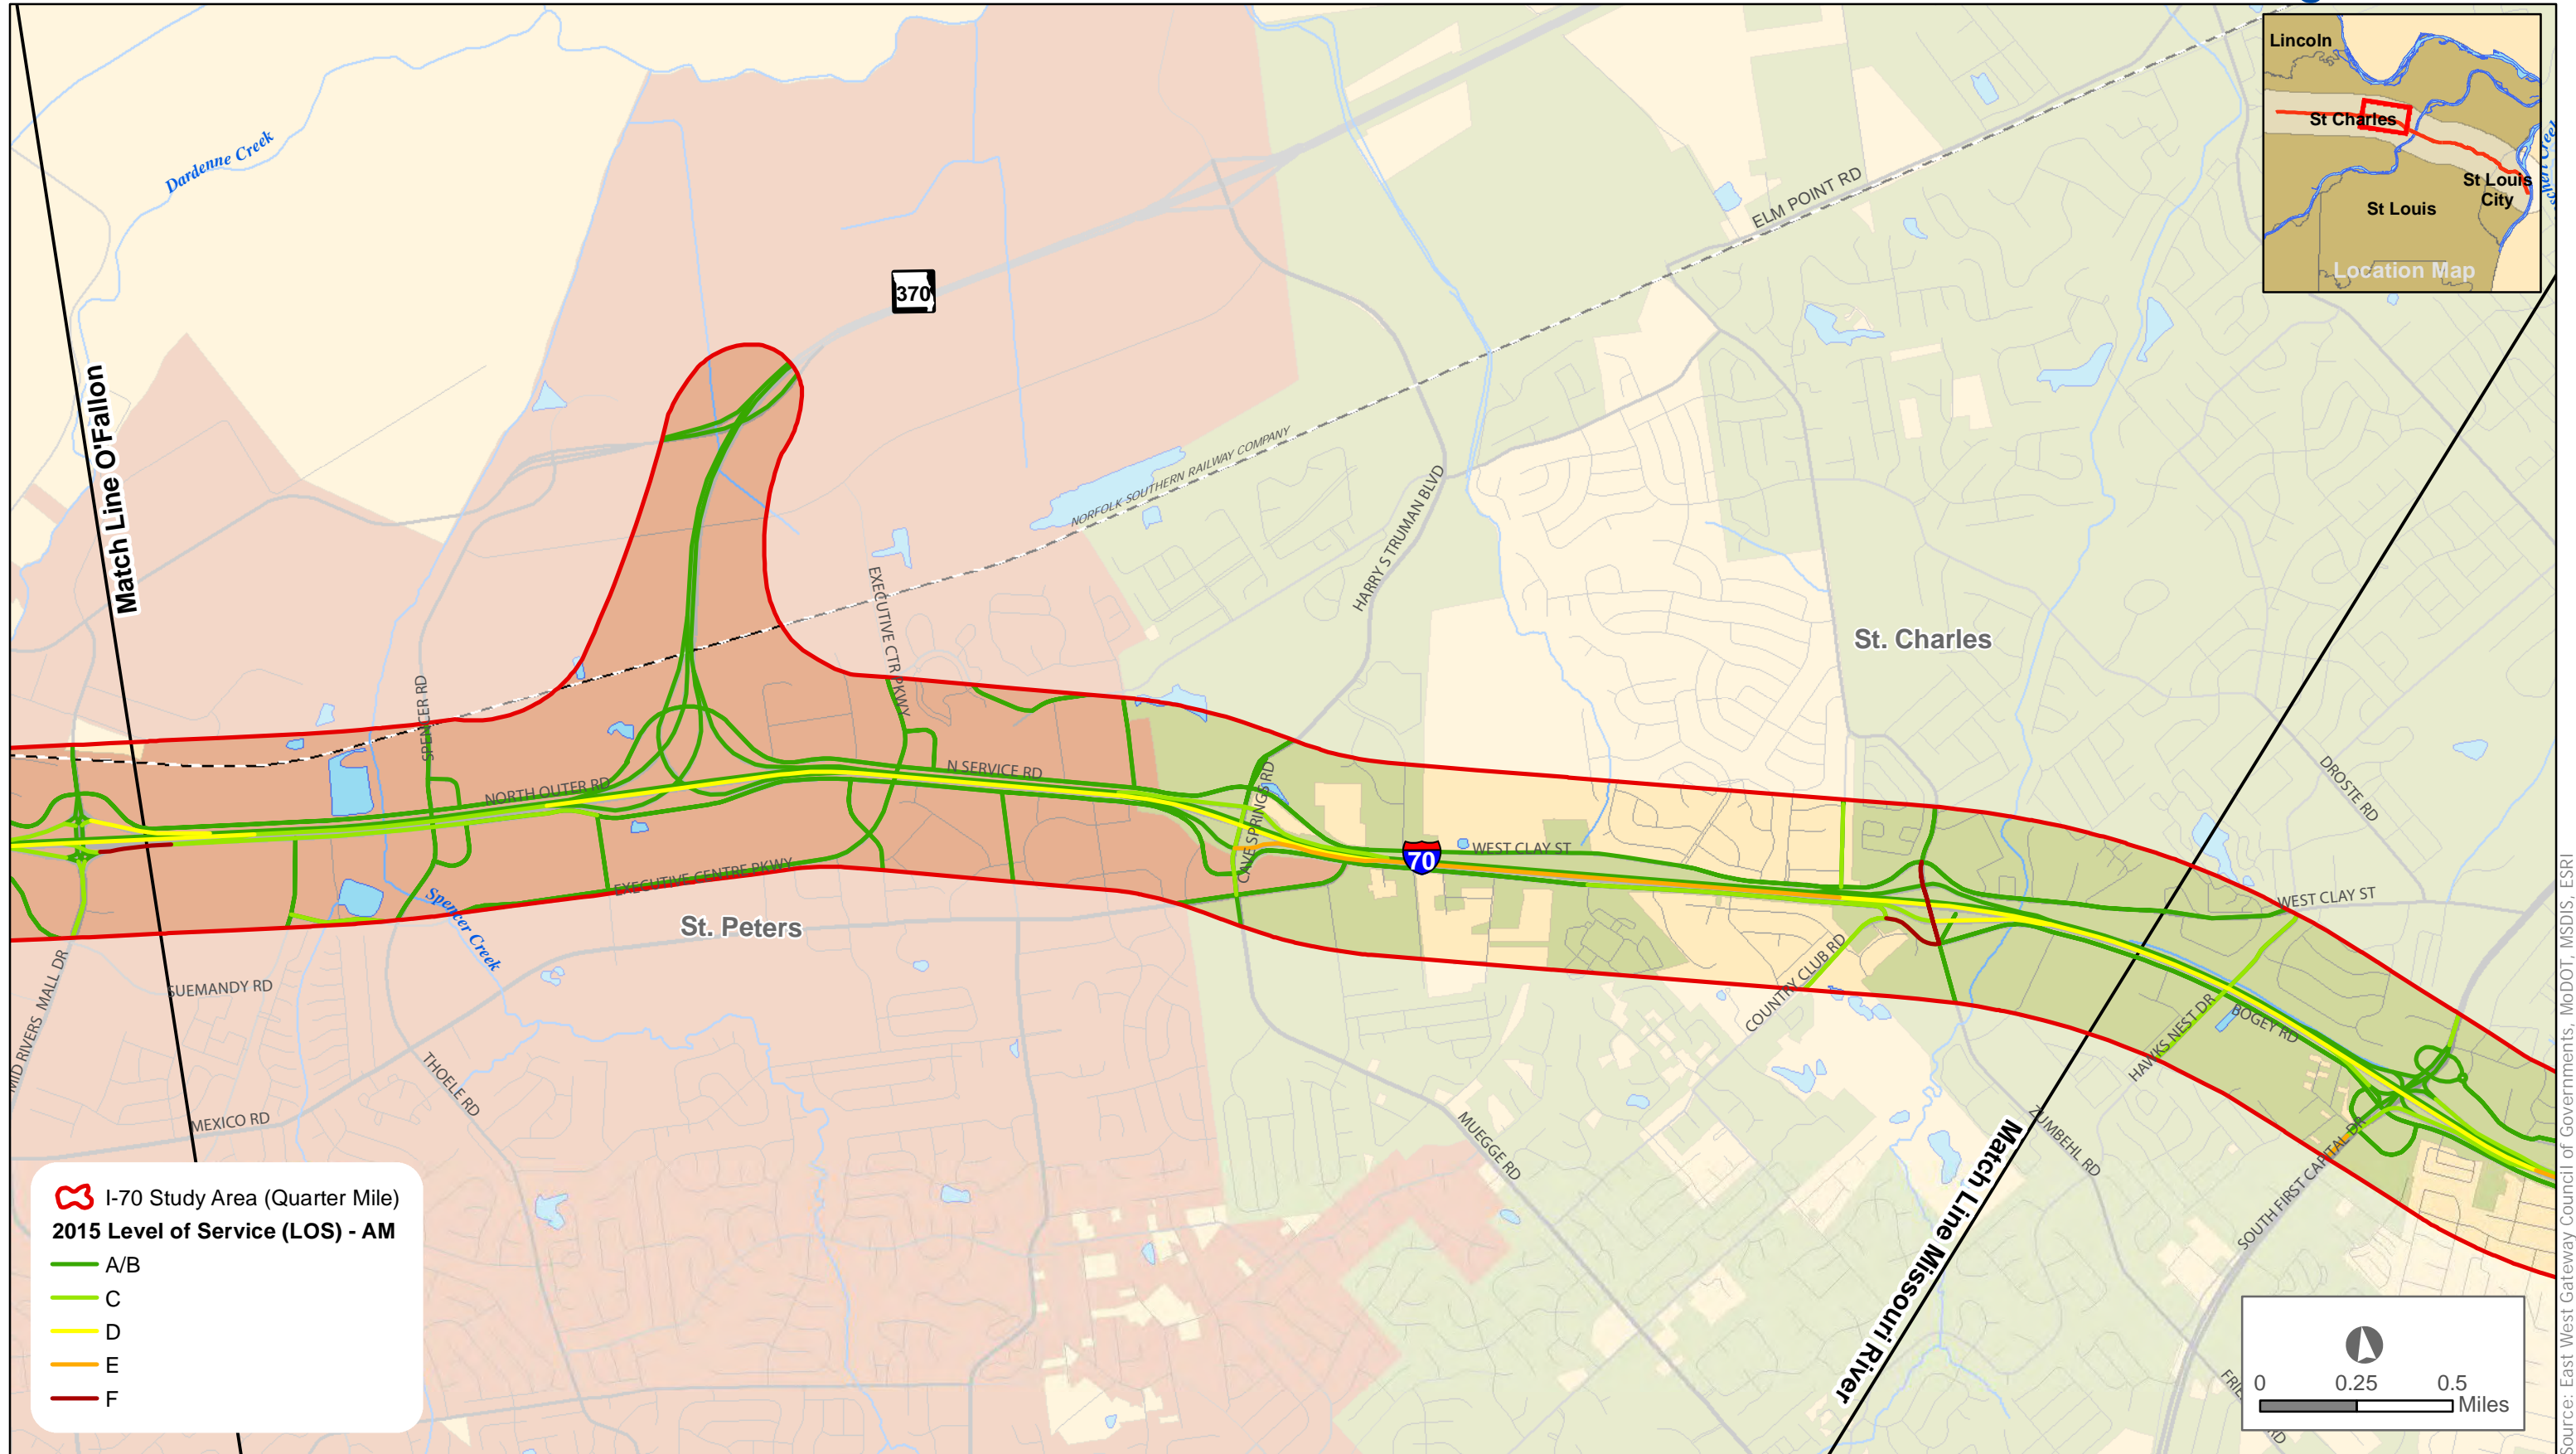 Lincoln
St Charles
St Louis
City
St Louis
Location Map
Dardenne Creek
370
ELM POINT RD
Match Line O'Fallon
NORFOLK SOUTHERN RAILWAY COMPANY
HARRY S TRUMAN BLVD
EXECUTIVE CTR PKWY
St. Charles
SPENCER RD
NORTH OUTER RD
N SERVICE RD
CAVE SPRINGS RD
DROSTE RD
70
WEST CLAY ST
EXECUTIVE CENTRE PKWY
WEST CLAY ST
Spencer Creek
St. Peters
COUNTRY CLUB RD
SUEMANDY RD
MID RIVERS MALL DR
HAWKS NEST DR
BOGEY RD
THOELE RD
MEXICO RD
MUEGGE RD
ZUMBEHL RD
SOUTH FIRST CAPITAL DR
Match Line Missouri River
I-70 Study Area (Quarter Mile)
2015 Level of Service (LOS) - AM
A/B
C
D
E
F
0 0.25 0.5
Miles
Source: East West Gateway Council of Governments, MoDOT, MSDIS, ESRI